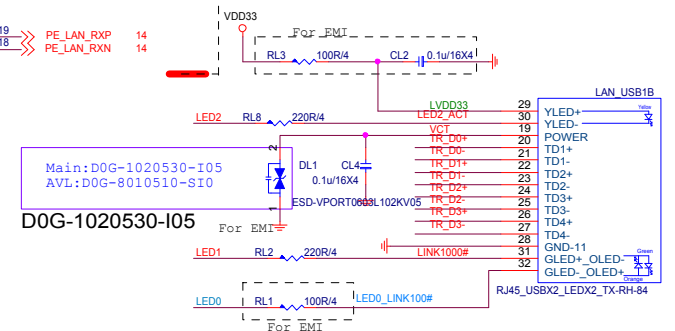 19 PE_LAN_RXP 14
18 PE_LAN_RXN 14
VDD33
For EMI
RL3 100R/4 CL2 0.1u/16X4
LAN_USB1B
LVDD33 29 YLED+ Yellow
LED2 RL8 220R/4 LED2_ACT 30 YLED-
VCT 19 POWER
TR_D0+ 20 TD1+
TR_D0- 21 TD1-
TR_D1+ 22 TD2+
TR_D1- 23 TD2-
TR_D2+ 24 TD3+
TR_D2- 25 TD3-
TR_D3+ 26 TD4+
TR_D3- 27 TD4-
28 GND-11
2
Main:D0G-1020530-I05
AVL:D0G-8010510-SI0
DL1 CL4
0.1u/16X4
ESD-VPORT0603L102KV05
1
D0G-1020530-I05
For EMI
LED1 RL2 220R/4 LINK1000# 31 GLED+_OLED- Green
32 GLED-_OLED+ Orange
RJ45_USBX2_LEDX2_TX-RH-84
LED0 RL1 100R/4 LED0_LINK100#
For EMI